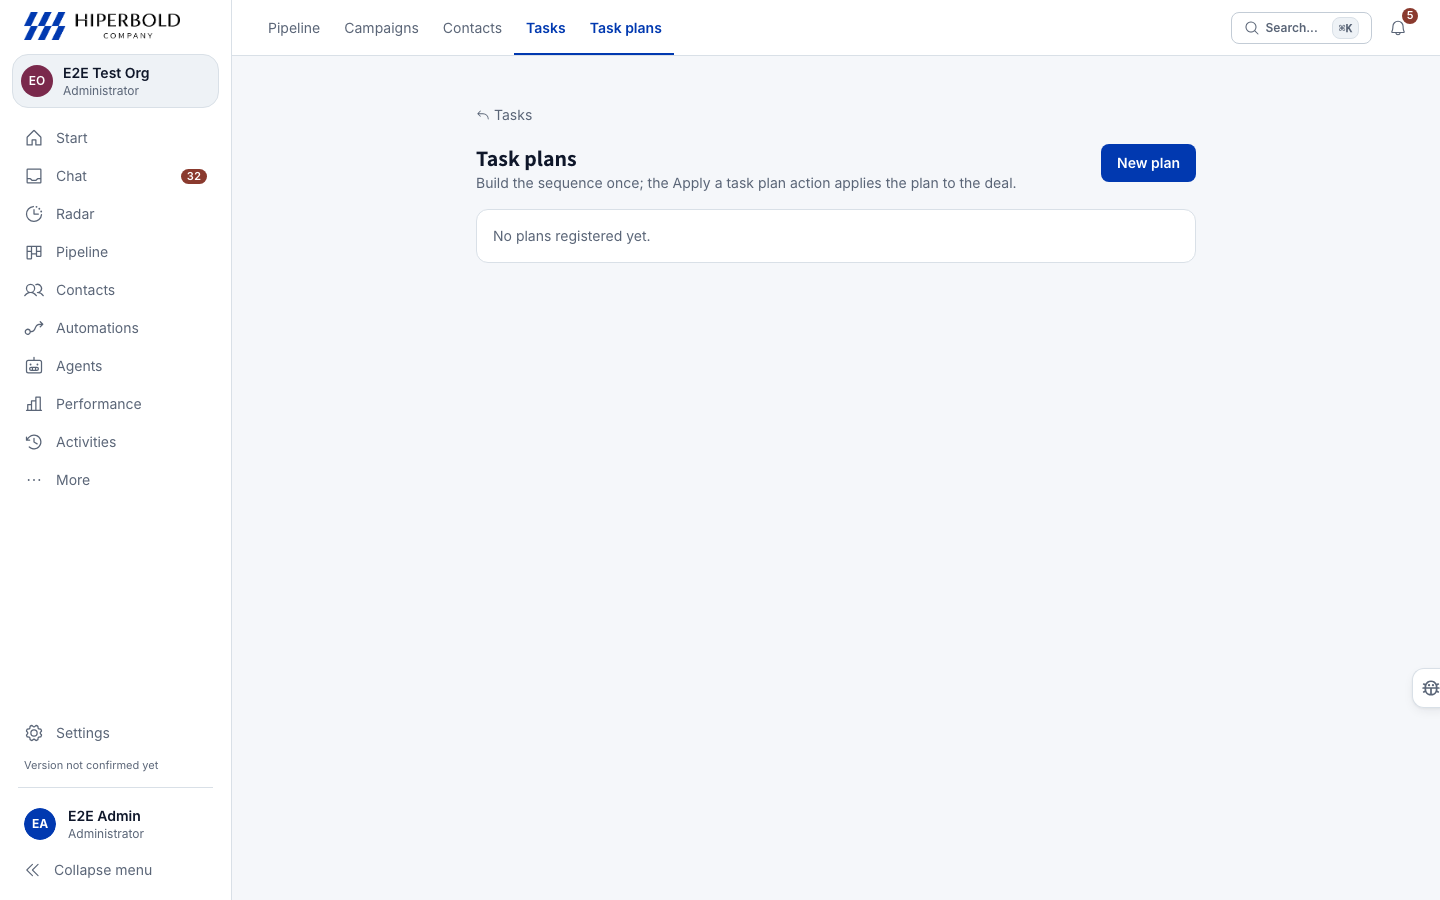 HIPERBOLD
COMPANY
EO
E2E Test Org
Administrator
Start
Chat
32
Radar
Pipeline
Contacts
Automations
Agents
Performance
Activities
More
Settings
Version not confirmed yet
EA
E2E Admin
Administrator
Collapse menu
Pipeline
Campaigns
Contacts
Tasks
Task plans
Search...
⌘K
5
Tasks
Task plans
Build the sequence once; the Apply a task plan action applies the plan to the deal.
New plan
No plans registered yet.